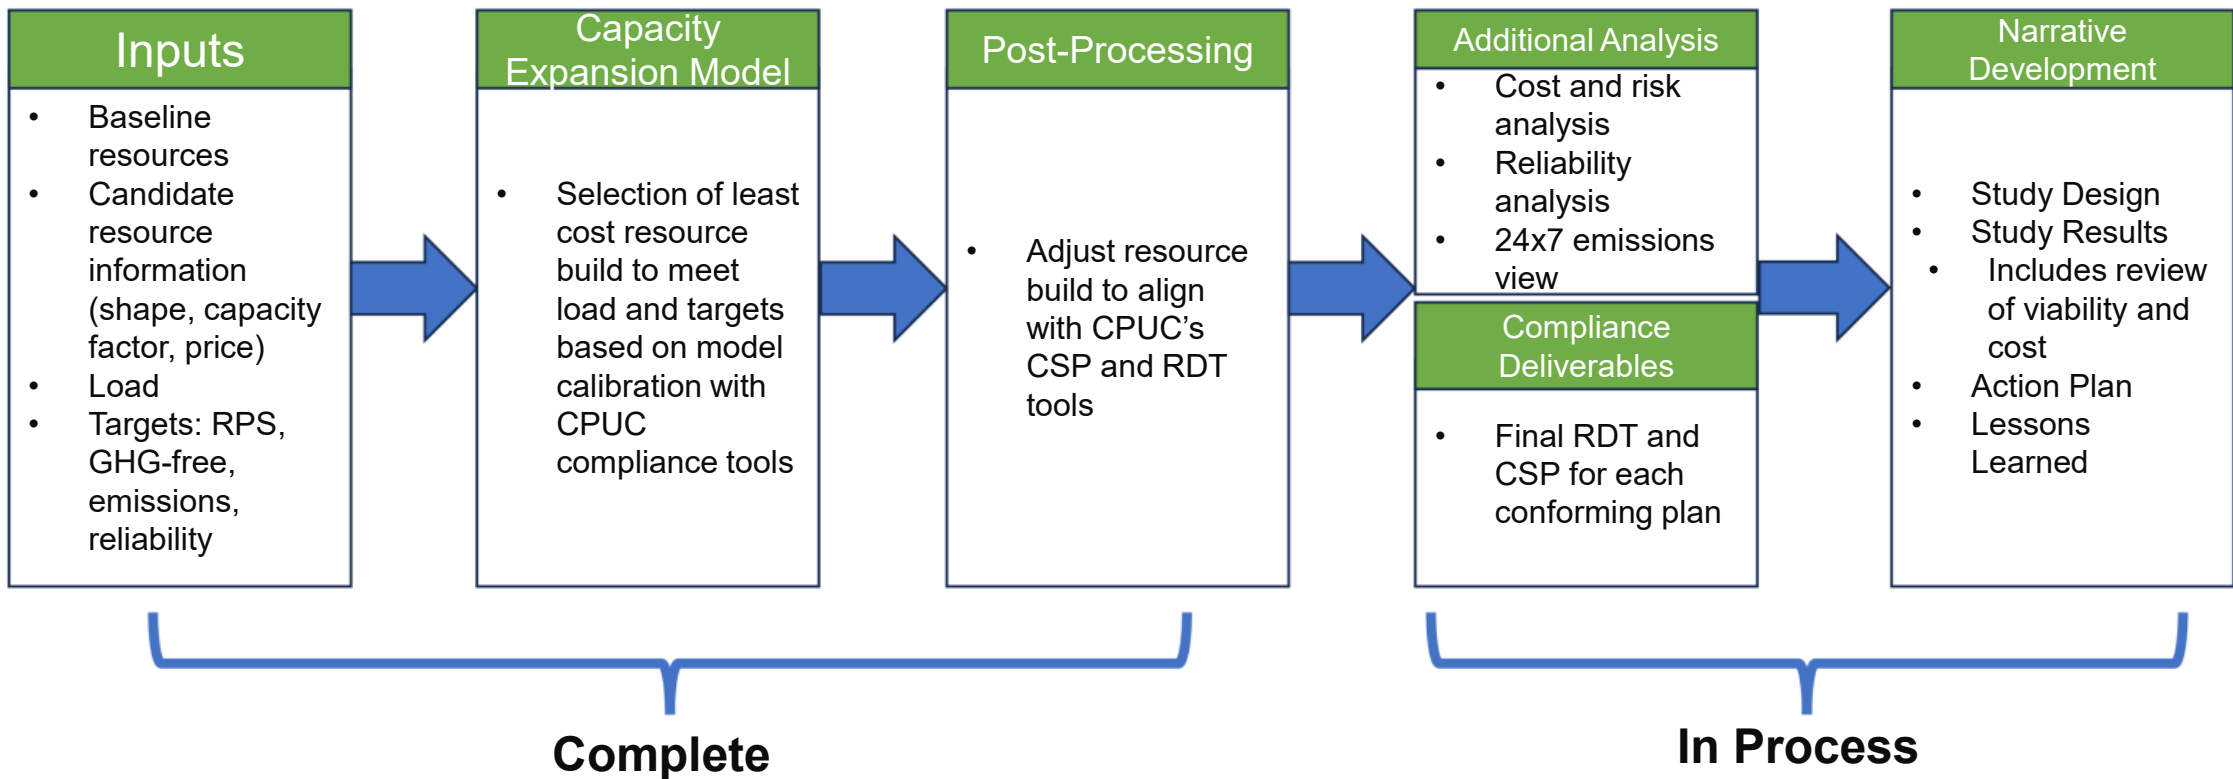 Inputs
• Baseline
resources
• Candidate
resource
information
(shape, capacity
factor, price)
• Load
• Targets: RPS,
GHG-free,
emissions,
reliability
Capacity
Expansion Model
• Selection of least
cost resource
build to meet
load and targets
based on model
calibration with
CPUC
compliance tools
Post-Processing
• Adjust resource
build to align
with CPUC’s
CSP and RDT
tools
Additional Analysis
• Cost and risk
analysis
• Reliability
analysis
• 24x7 emissions
view
Compliance
Deliverables
• Final RDT and
CSP for each
conforming plan
Narrative
Development
• Study Design
• Study Results
• Includes review
of viability and
cost
• Action Plan
• Lessons
Learned
Complete
In Process